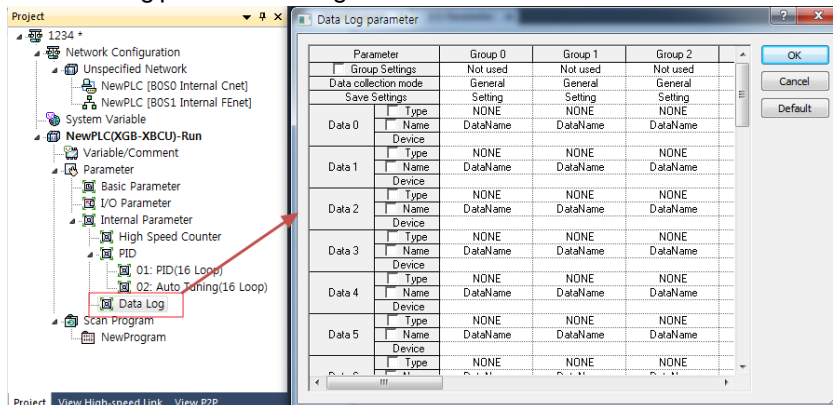 Project
1234 *
Network Configuration
Unspecified Network
NewPLC [B0S0 Internal Cnet]
NewPLC [B0S1 Internal FEnet]
System Variable
NewPLC(XGB-XBCU)-Run
Variable/Comment
Parameter
Basic Parameter
I/O Parameter
Internal Parameter
High Speed Counter
PID
01: PID(16 Loop)
02: Auto Tuning(16 Loop)
Data Log
Scan Program
NewProgram
Project View High-speed Link View P2P
Data Log parameter
Parameter Group 0 Group 1 Group 2
Group Settings Not used Not used Not used
Data collection mode General General General
Save Settings Setting Setting Setting
Data 0 Type NONE NONE NONE
Name DataName DataName DataName
Device
Data 1 Type NONE NONE NONE
Name DataName DataName DataName
Device
Data 2 Type NONE NONE NONE
Name DataName DataName DataName
Device
Data 3 Type NONE NONE NONE
Name DataName DataName DataName
Device
Data 4 Type NONE NONE NONE
Name DataName DataName DataName
Device
Data 5 Type NONE NONE NONE
Name DataName DataName DataName
Device
Type NONE NONE NONE
OK
Cancel
Default